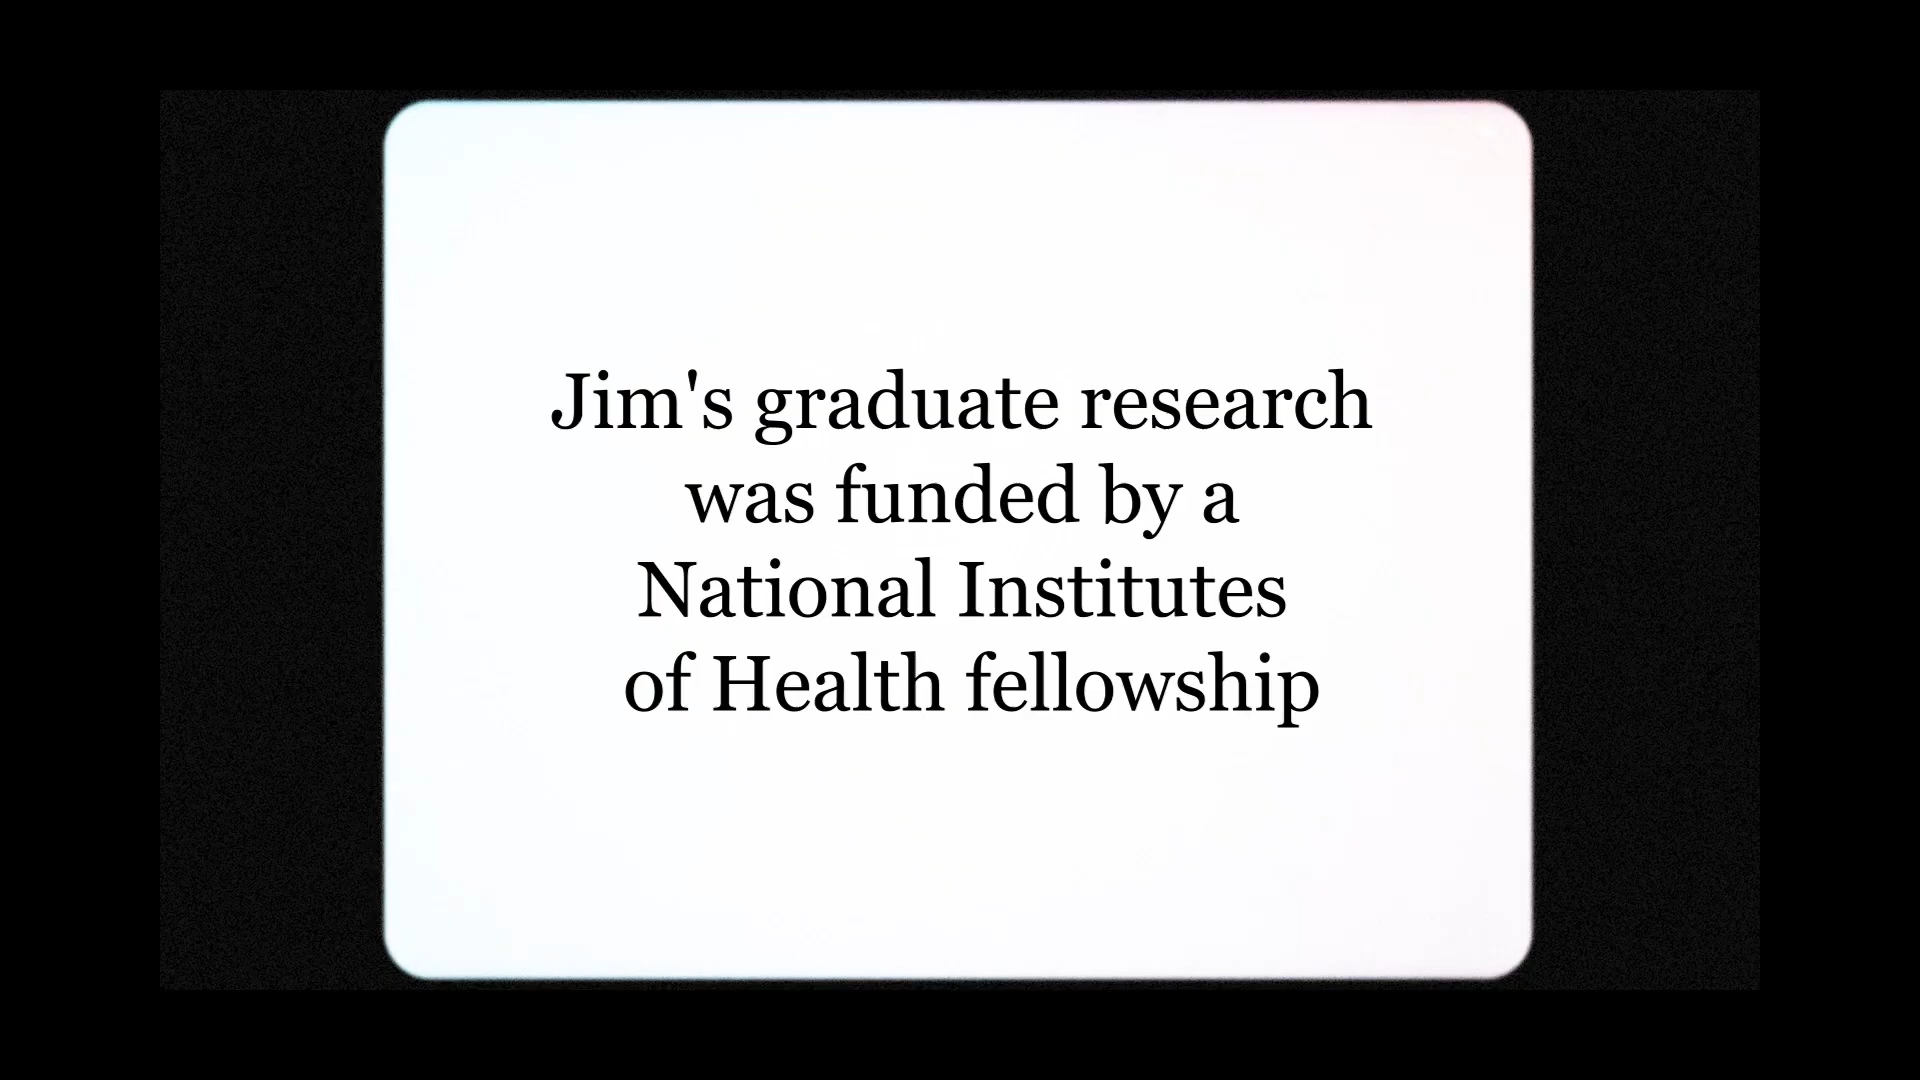 Jim's graduate research
was funded by a
National Institutes
of Health fellowship